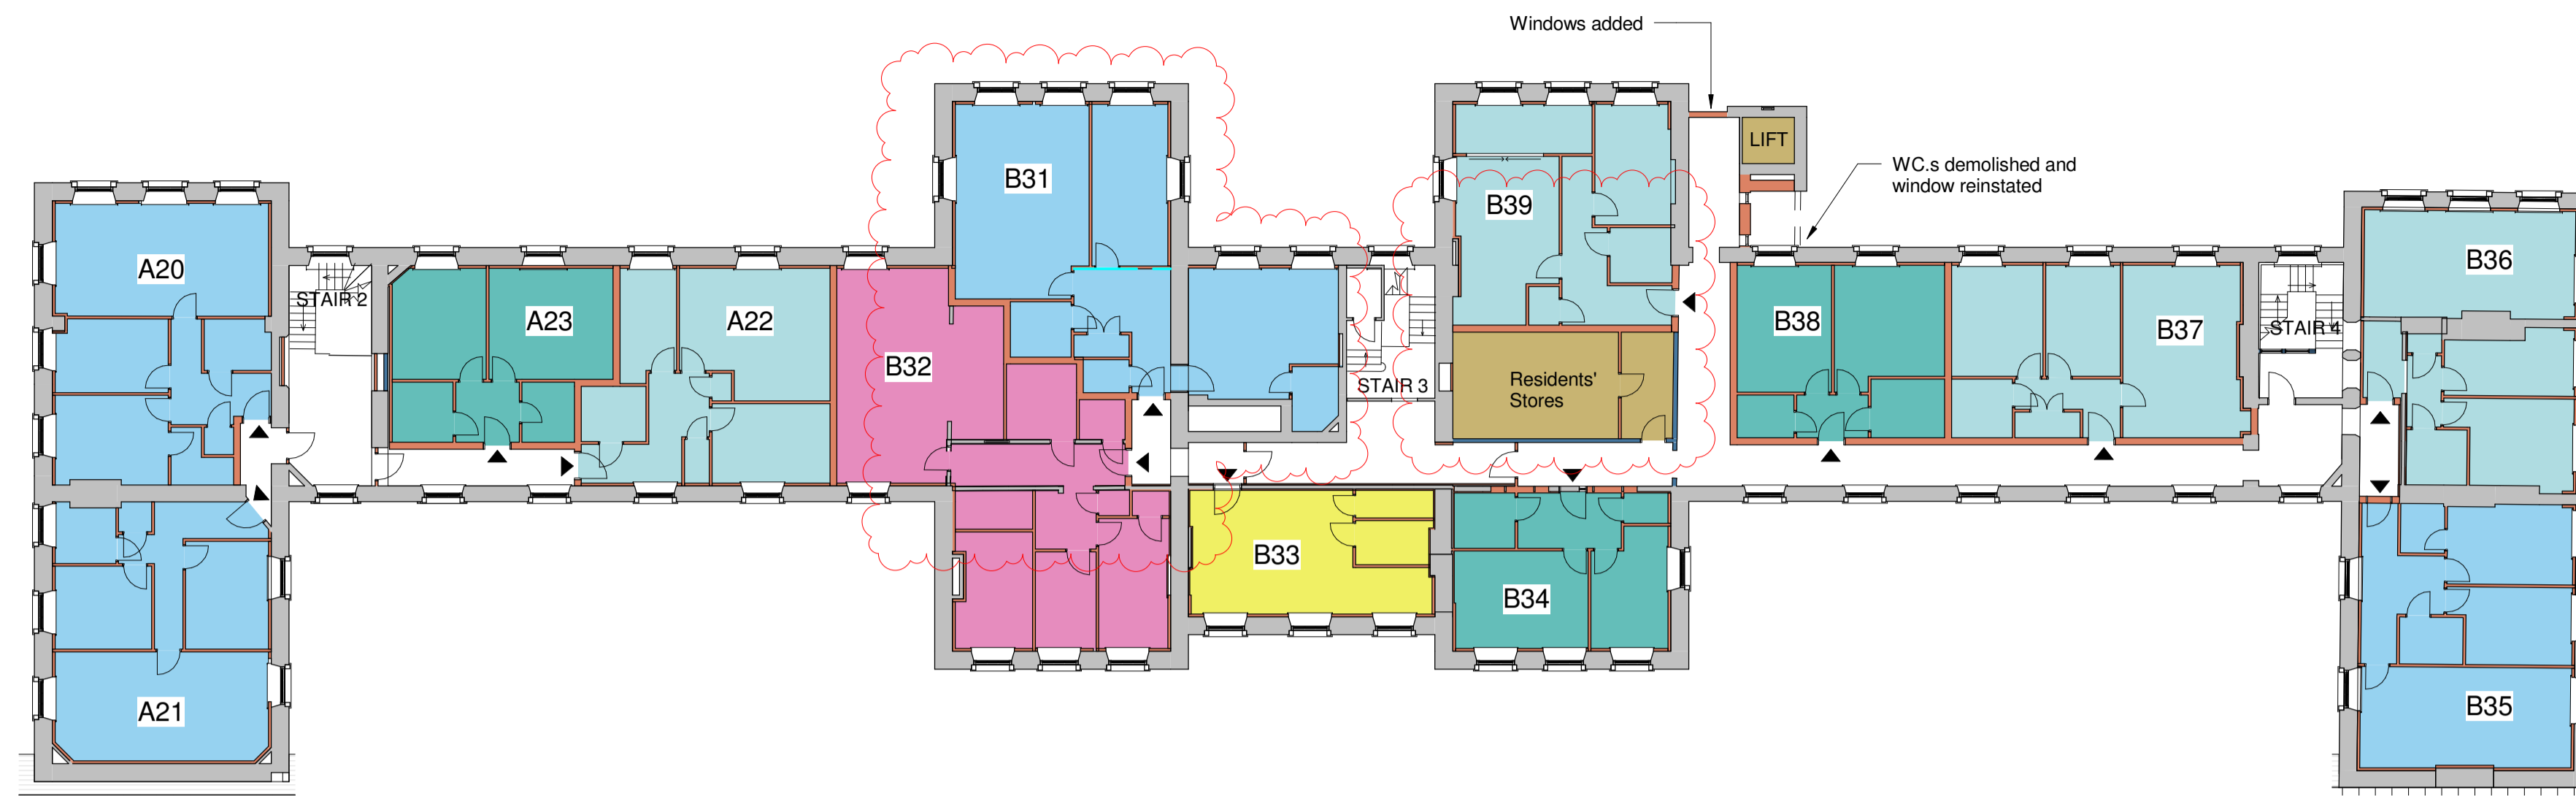 Windows added
LIFT
WC.s demolished and
window reinstated
B31
B39
A20
B36
STAIR 2
A23
A22
B38
B37
STAIR 4
B32
Residents'
Stores
STAIR 3
B33
B34
A21
B35